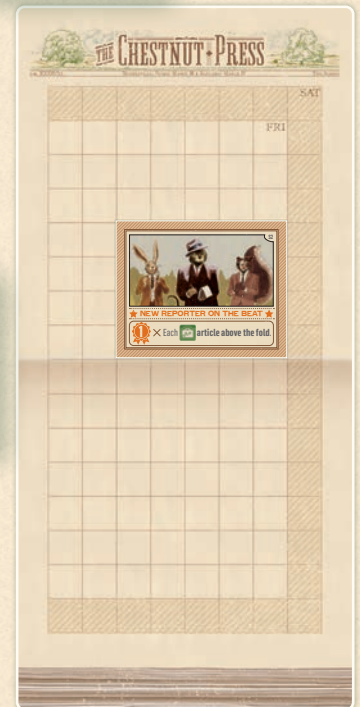 THE CHESTNUT PRESS
SAT
FRI
NEW REPORTER ON THE BEAT
1 × Each article above the fold.